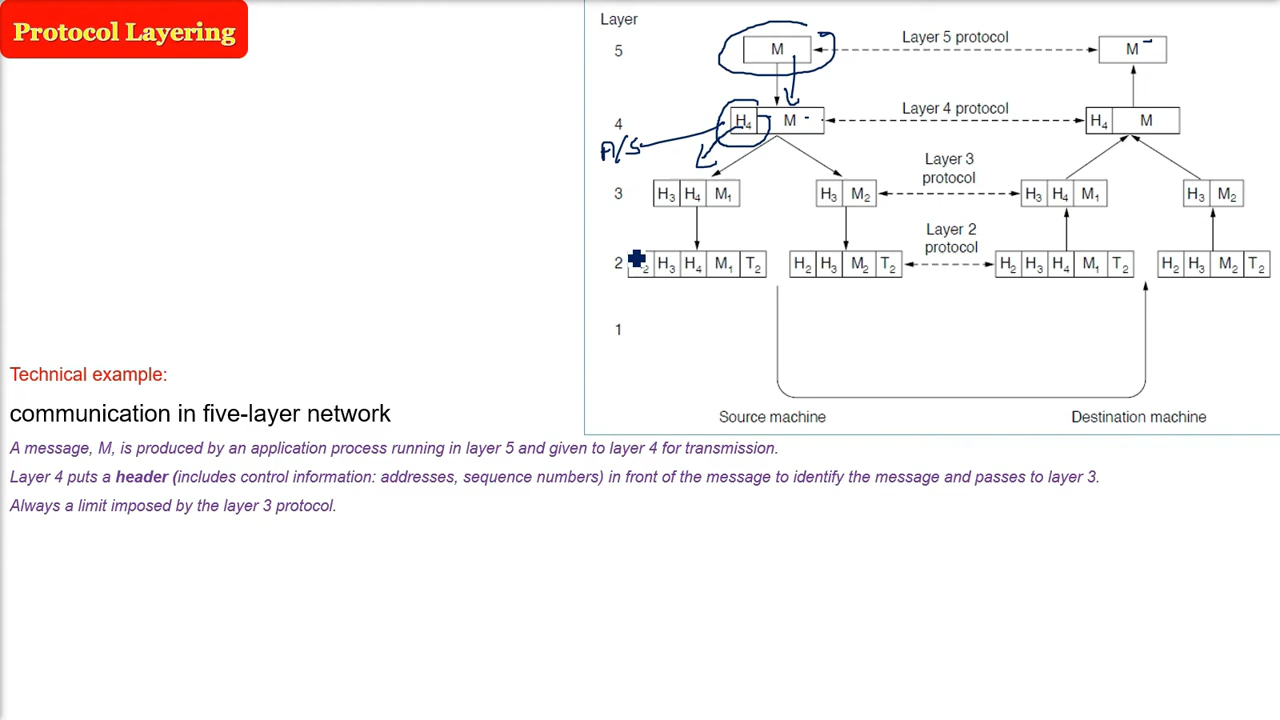 Protocol Layering
Layer
5 M Layer 5 protocol M
4 H4 M Layer 4 protocol H4 M
A/S
Layer 3
protocol
3 H3 H4 M1 H3 M2 H3 H4 M1 H3 M2
Layer 2
protocol
2 2 H3 H4 M1 T2 H2 H3 M2 T2 H2 H3 H4 M1 T2 H2 H3 M2 T2
1
Source machine Destination machine
Technical example:
communication in five-layer network
A message, M, is produced by an application process running in layer 5 and given to layer 4 for transmission.
Layer 4 puts a header (includes control information: addresses, sequence numbers) in front of the message to identify the message and passes to layer 3.
Always a limit imposed by the layer 3 protocol.